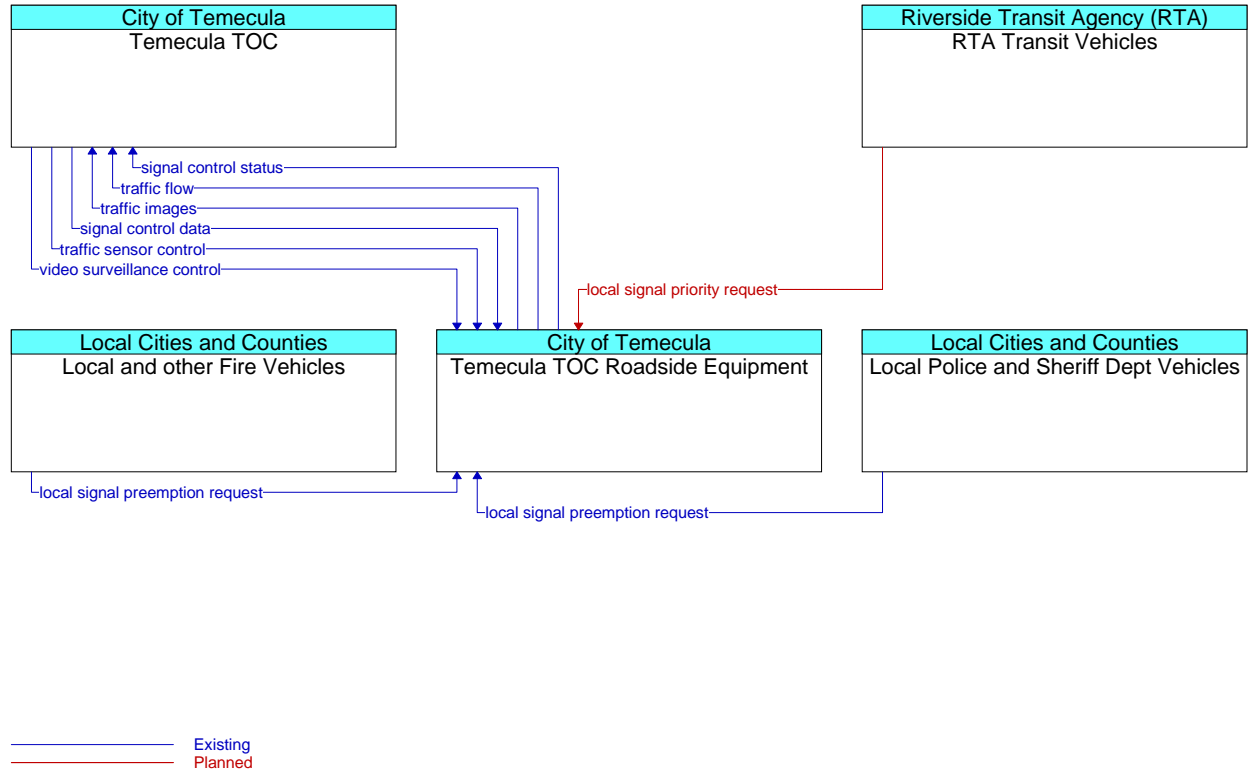 City of Temecula
Temecula TOC
Riverside Transit Agency (RTA)
RTA Transit Vehicles
signal control status
traffic flow
traffic images
signal control data
traffic sensor control
video surveillance control
local signal priority request
Local Cities and Counties
Local and other Fire Vehicles
City of Temecula
Temecula TOC Roadside Equipment
Local Cities and Counties
Local Police and Sheriff Dept Vehicles
local signal preemption request
local signal preemption request
Existing
Planned